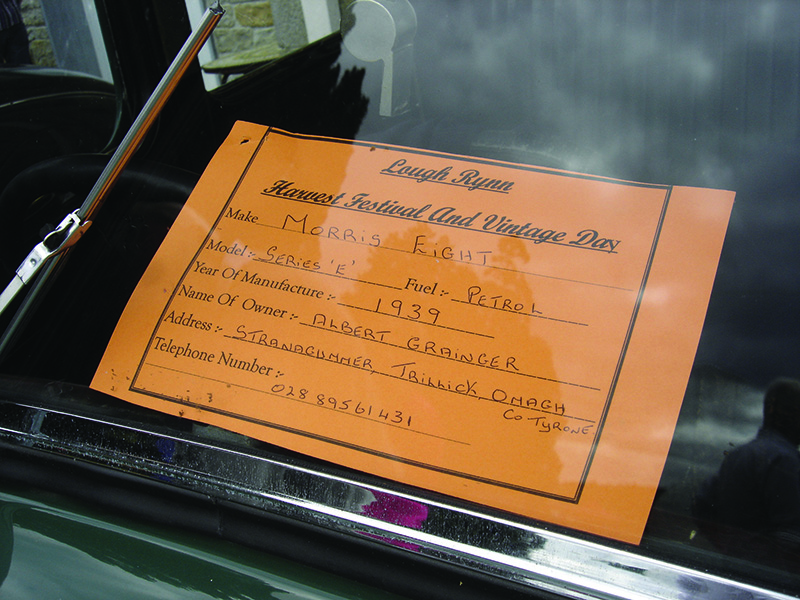 Lough Rynn
Harvest Festival And Vintage Day
Make MORRIS EIGHT
Model :- SERIES 'E' Fuel :- PETROL
Year Of Manufacture :- 1939
Name Of Owner :- ALBERT GRAINGER
Address :- STRANAGUMMER, TRILLICK, OMAGH
CO TYRONE
Telephone Number :-
028 89561431